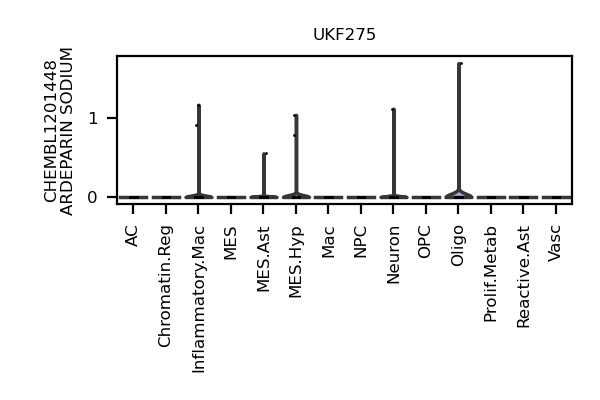 UKF275
CHEMBL1201448
ARDEPARIN SODIUM
1
0
AC
Chromatin.Reg
Inflammatory.Mac
MES
MES.Ast
MES.Hyp
Mac
NPC
Neuron
OPC
Oligo
Prolif.Metab
Reactive.Ast
Vasc